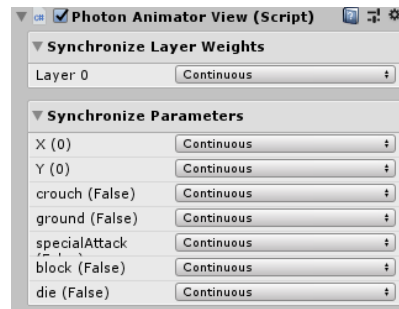 Photon Animator View (Script)
Synchronize Layer Weights
Layer 0 Continuous
Synchronize Parameters
X (0) Continuous
Y (0) Continuous
crouch (False) Continuous
ground (False) Continuous
specialAttack Continuous
block (False) Continuous
die (False) Continuous